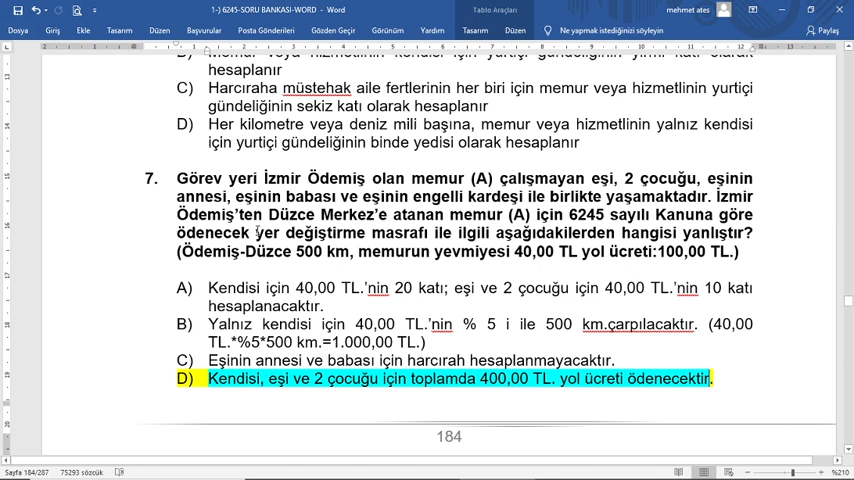 1-) 6245-SORU BANKASI-WORD - Word
Tablo Araçları
mehmet ates
Dosya Giriş Ekle Tasarım Düzen Başvurular Posta Gönderileri Gözden Geçir Görünüm Yardım Tasarım Düzen Ne yapmak istediğinizi söyleyin Paylaş
B) Memur veya hizmetlinin kendisi için yurtiçi gündeliğinin yirmi katı olarak
hesaplanır
C) Harcıraha müstehak aile fertlerinin her biri için memur veya hizmetlinin yurtiçi
gündeliğinin sekiz katı olarak hesaplanır
D) Her kilometre veya deniz mili başına, memur veya hizmetlinin yalnız kendisi
için yurtiçi gündeliğinin binde yedisi olarak hesaplanır
7. Görev yeri İzmir Ödemiş olan memur (A) çalışmayan eşi, 2 çocuğu, eşinin
annesi, eşinin babası ve eşinin engelli kardeşi ile birlikte yaşamaktadır. İzmir
Ödemiş'ten Düzce Merkez'e atanan memur (A) için 6245 sayılı Kanuna göre
ödenecek yer değiştirme masrafı ile ilgili aşağıdakilerden hangisi yanlıştır?
(Ödemiş-Düzce 500 km, memurun yevmiyesi 40,00 TL yol ücreti:100,00 TL.)
A) Kendisi için 40,00 TL.'nin 20 katı; eşi ve 2 çocuğu için 40,00 TL.'nin 10 katı
hesaplanacaktır.
B) Yalnız kendisi için 40,00 TL.'nin % 5 i ile 500 km.çarpılacaktır. (40,00
TL.*%5*500 km.=1.000,00 TL.)
C) Eşinin annesi ve babası için harcırah hesaplanmayacaktır.
D) Kendisi, eşi ve 2 çocuğu için toplamda 400,00 TL. yol ücreti ödenecektir.
184
Sayfa 184/287 75293 sözcük %210